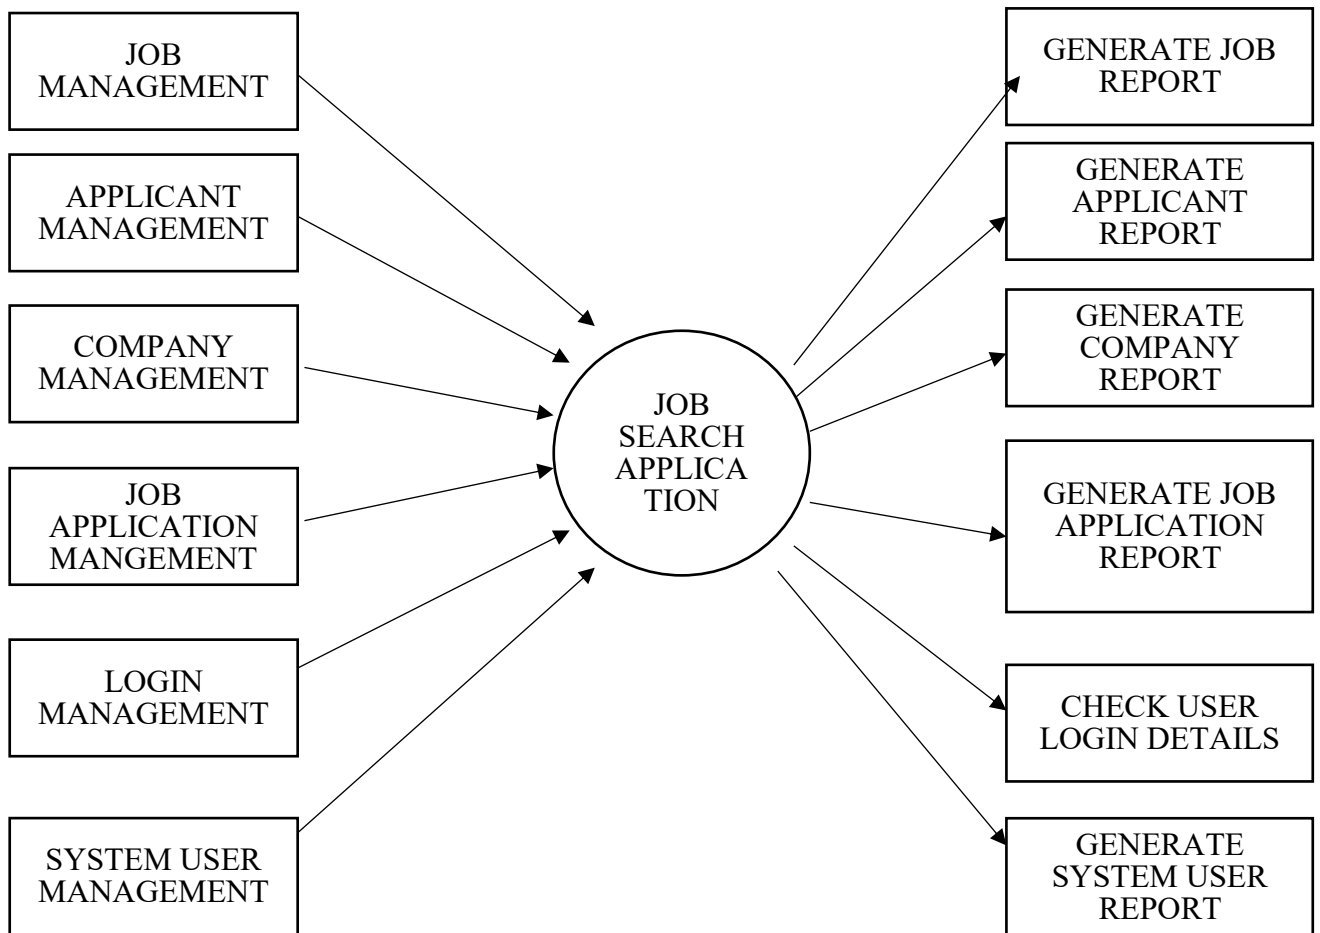 JOB
MANAGEMENT
APPLICANT
MANAGEMENT
COMPANY
MANAGEMENT
JOB
APPLICATION
MANGEMENT
LOGIN
MANAGEMENT
SYSTEM USER
MANAGEMENT
JOB
SEARCH
APPLICA
TION
GENERATE JOB
REPORT
GENERATE
APPLICANT
REPORT
GENERATE
COMPANY
REPORT
GENERATE JOB
APPLICATION
REPORT
CHECK USER
LOGIN DETAILS
GENERATE
SYSTEM USER
REPORT